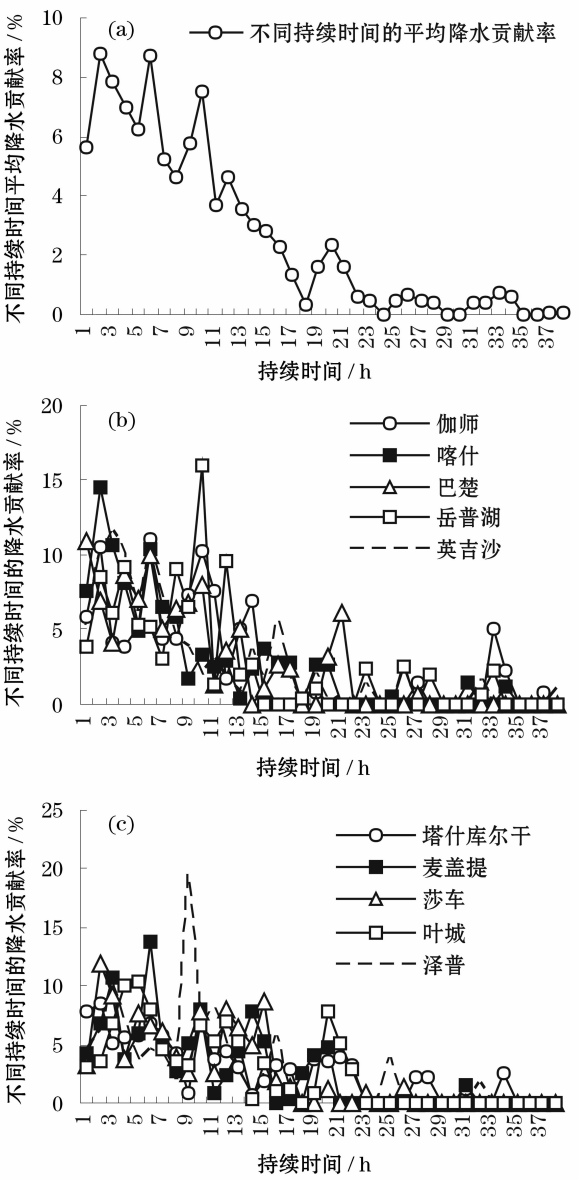 不同持续时间平均降水贡献率 / %
10
8
6
4
2
0
(a)
不同持续时间的平均降水贡献率
1 3 5 7 9 11 13 15 17 19 21 23 25 27 29 31 33 35 37
持续时间 / h
不同持续时间的降水贡献率 / %
20
15
10
5
0
(b)
伽师
喀什
巴楚
岳普湖
英吉沙
1 3 5 7 9 11 13 15 17 19 21 23 25 27 29 31 33 35 37
持续时间 / h
不同持续时间的降水贡献率 / %
25
20
15
10
5
0
(c)
塔什库尔干
麦盖提
莎车
叶城
泽普
1 3 5 7 9 11 13 15 17 19 21 23 25 27 29 31 33 35 37
持续时间 / h